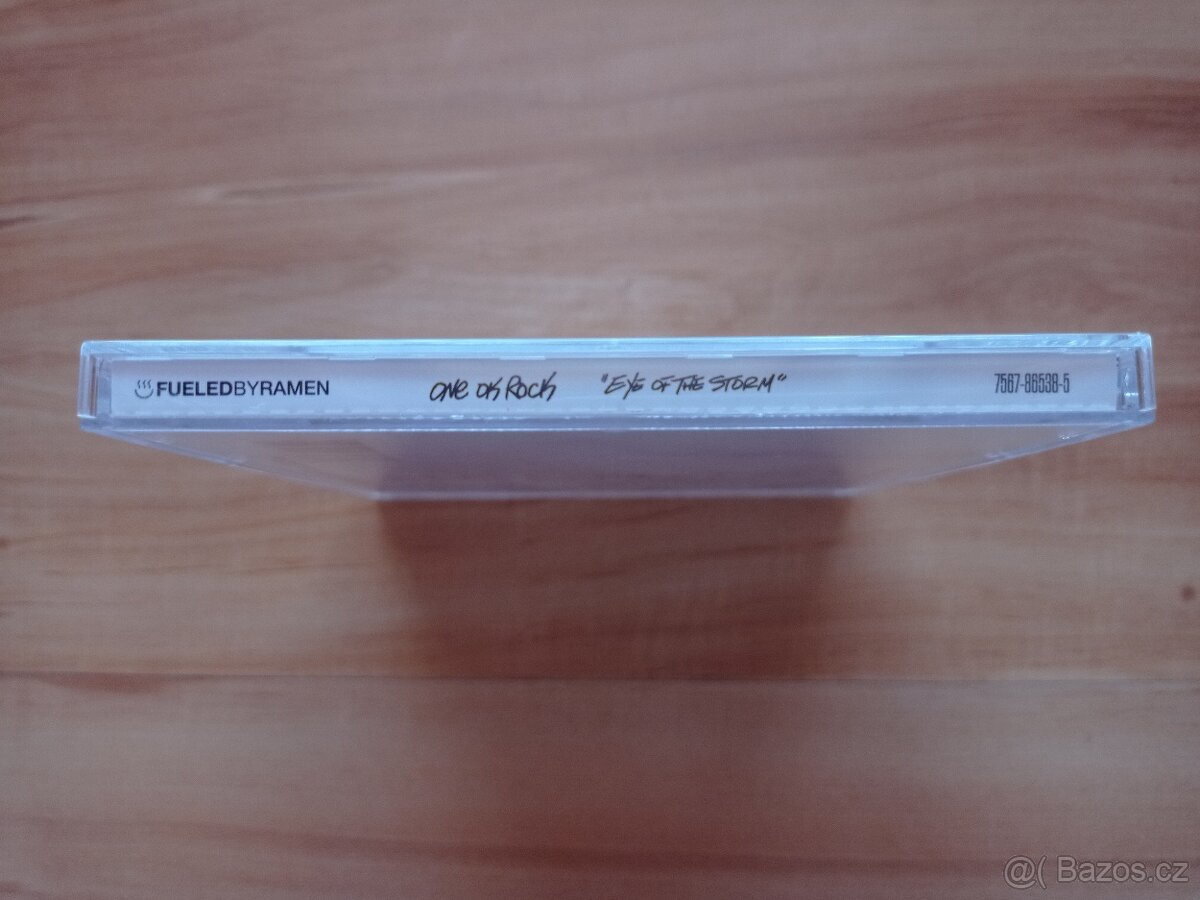 FUELEDBYRAMEN ONE OK ROCK "EYE OF THE STORM" 7567-86538-5
@( Bazos.cz